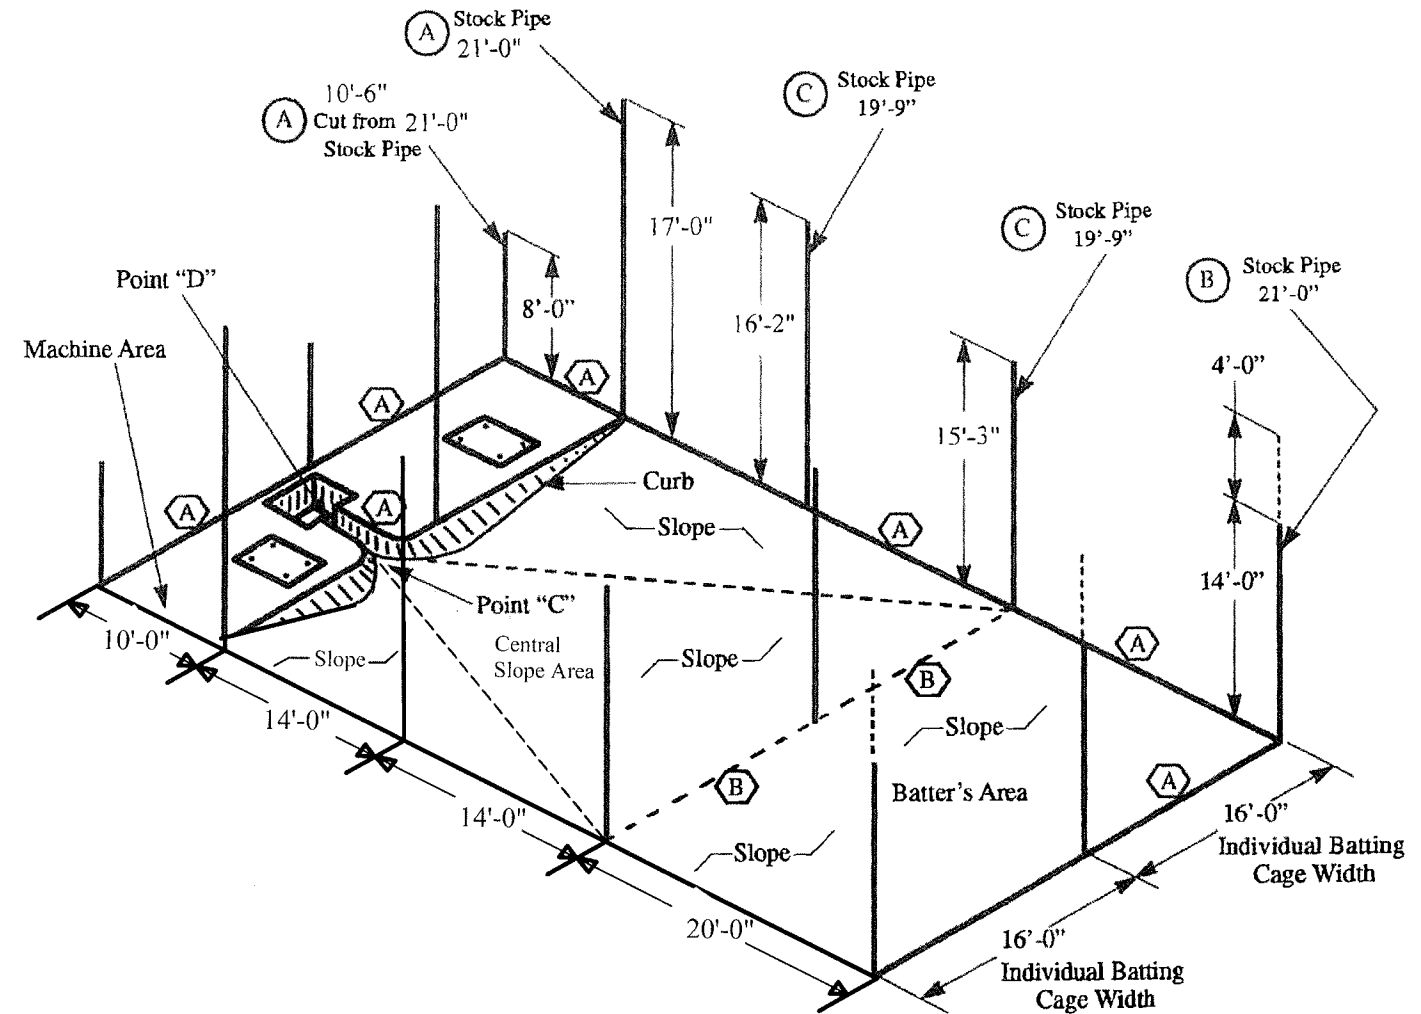 A
Stock Pipe
21'-0"
10'-6"
A
Cut from 21'-0"
Stock Pipe
C
Stock Pipe
19'-9”
C
Stock Pipe
19'-9”
B
Stock Pipe
21'-0”
Point “D”
Machine Area
17'-0"
8'-0”
16'-2”
15'-3”
4'-0”
14'-0”
A
A
A
A
A
A
A
B
B
Curb
Slope
Point “C”
Central
Slope Area
Slope
Slope
Slope
Slope
Batter’s Area
10'-0"
14'-0"
14'-0"
20'-0"
16'-0”
Individual Batting
Cage Width
16'-0”
Individual Batting
Cage Width